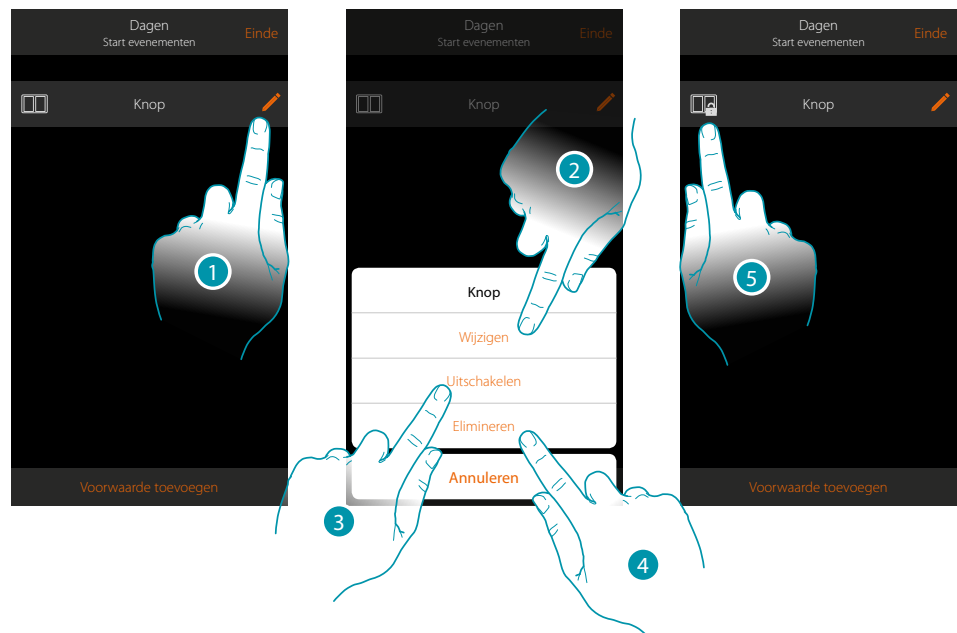 Dagen
Start evenementen
Einde
Knop
1
Voorwaarde toevoegen
Dagen
Start evenementen
Einde
Knop
2
Knop
Wijzigen
Uitschakelen
Elimineren
Annuleren
3
4
Dagen
Start evenementen
Einde
Knop
5
Voorwaarde toevoegen